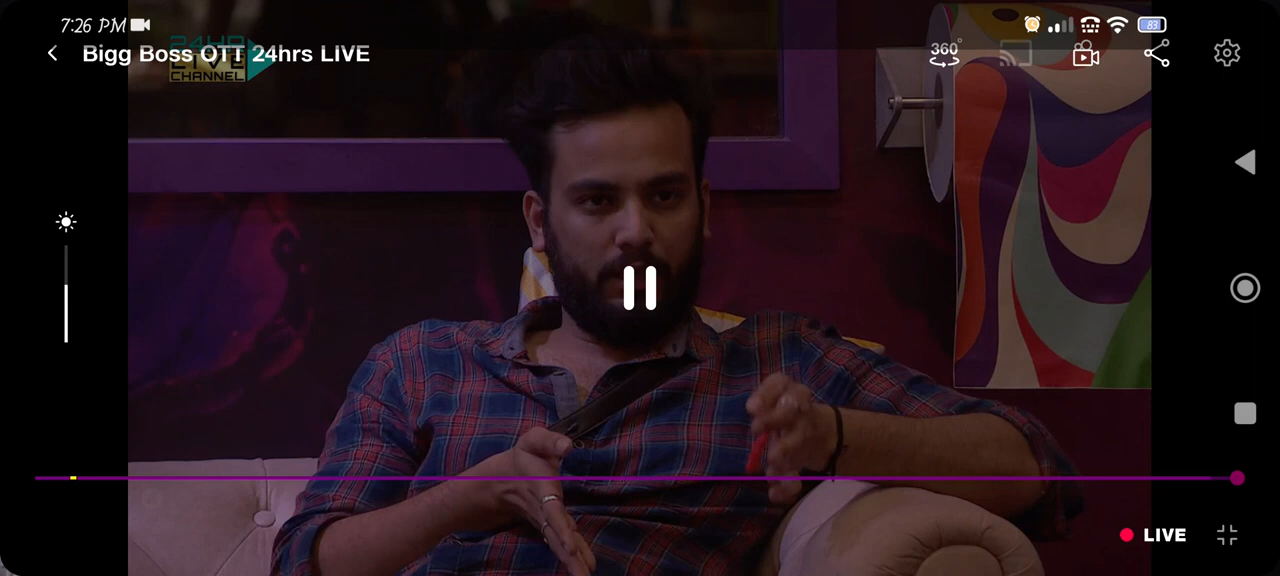 7:26 PM
83
Bigg Boss OTT 24hrs LIVE
360°
24HR
LIVE
CHANNEL
LIVE